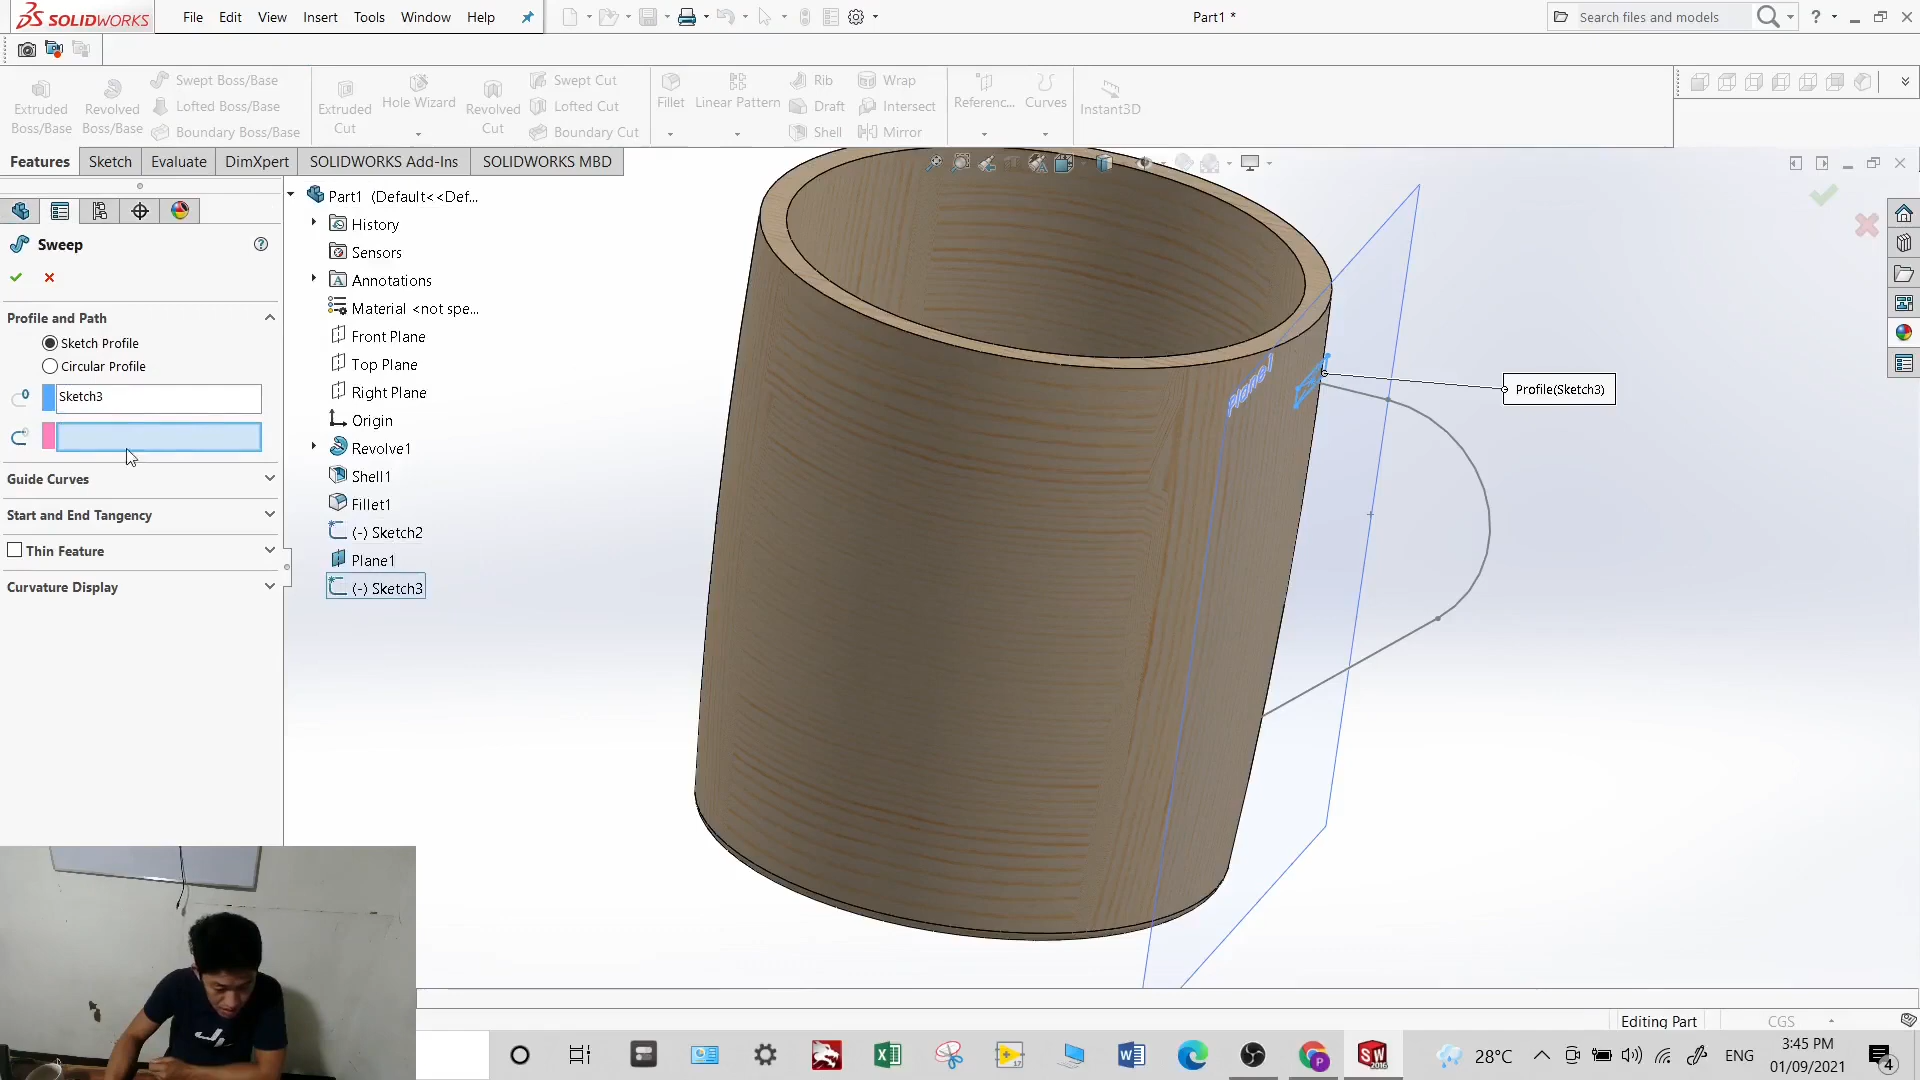 SOLIDWORKS
File Edit View Insert Tools Window Help
Part1 *
Search files and models
Extruded Boss/Base
Revolved Boss/Base
Swept Boss/Base
Lofted Boss/Base
Boundary Boss/Base
Extruded Cut
Hole Wizard
Revolved Cut
Swept Cut
Lofted Cut
Boundary Cut
Fillet
Linear Pattern
Rib
Draft
Shell
Wrap
Intersect
Mirror
Referenc...
Curves
Instant3D
Features Sketch Evaluate DimXpert SOLIDWORKS Add-Ins SOLIDWORKS MBD
Sweep
Profile and Path
Sketch Profile
Circular Profile
Sketch3
Guide Curves
Start and End Tangency
Thin Feature
Curvature Display
Part1 (Default<<Def...
History
Sensors
Annotations
Material <not spe...
Front Plane
Top Plane
Right Plane
Origin
Revolve1
Shell1
Fillet1
(-) Sketch2
Plane1
(-) Sketch3
Plane1
Profile(Sketch3)
Editing Part
CGS
28°C
ENG
3:45 PM
01/09/2021
4
SW
2016